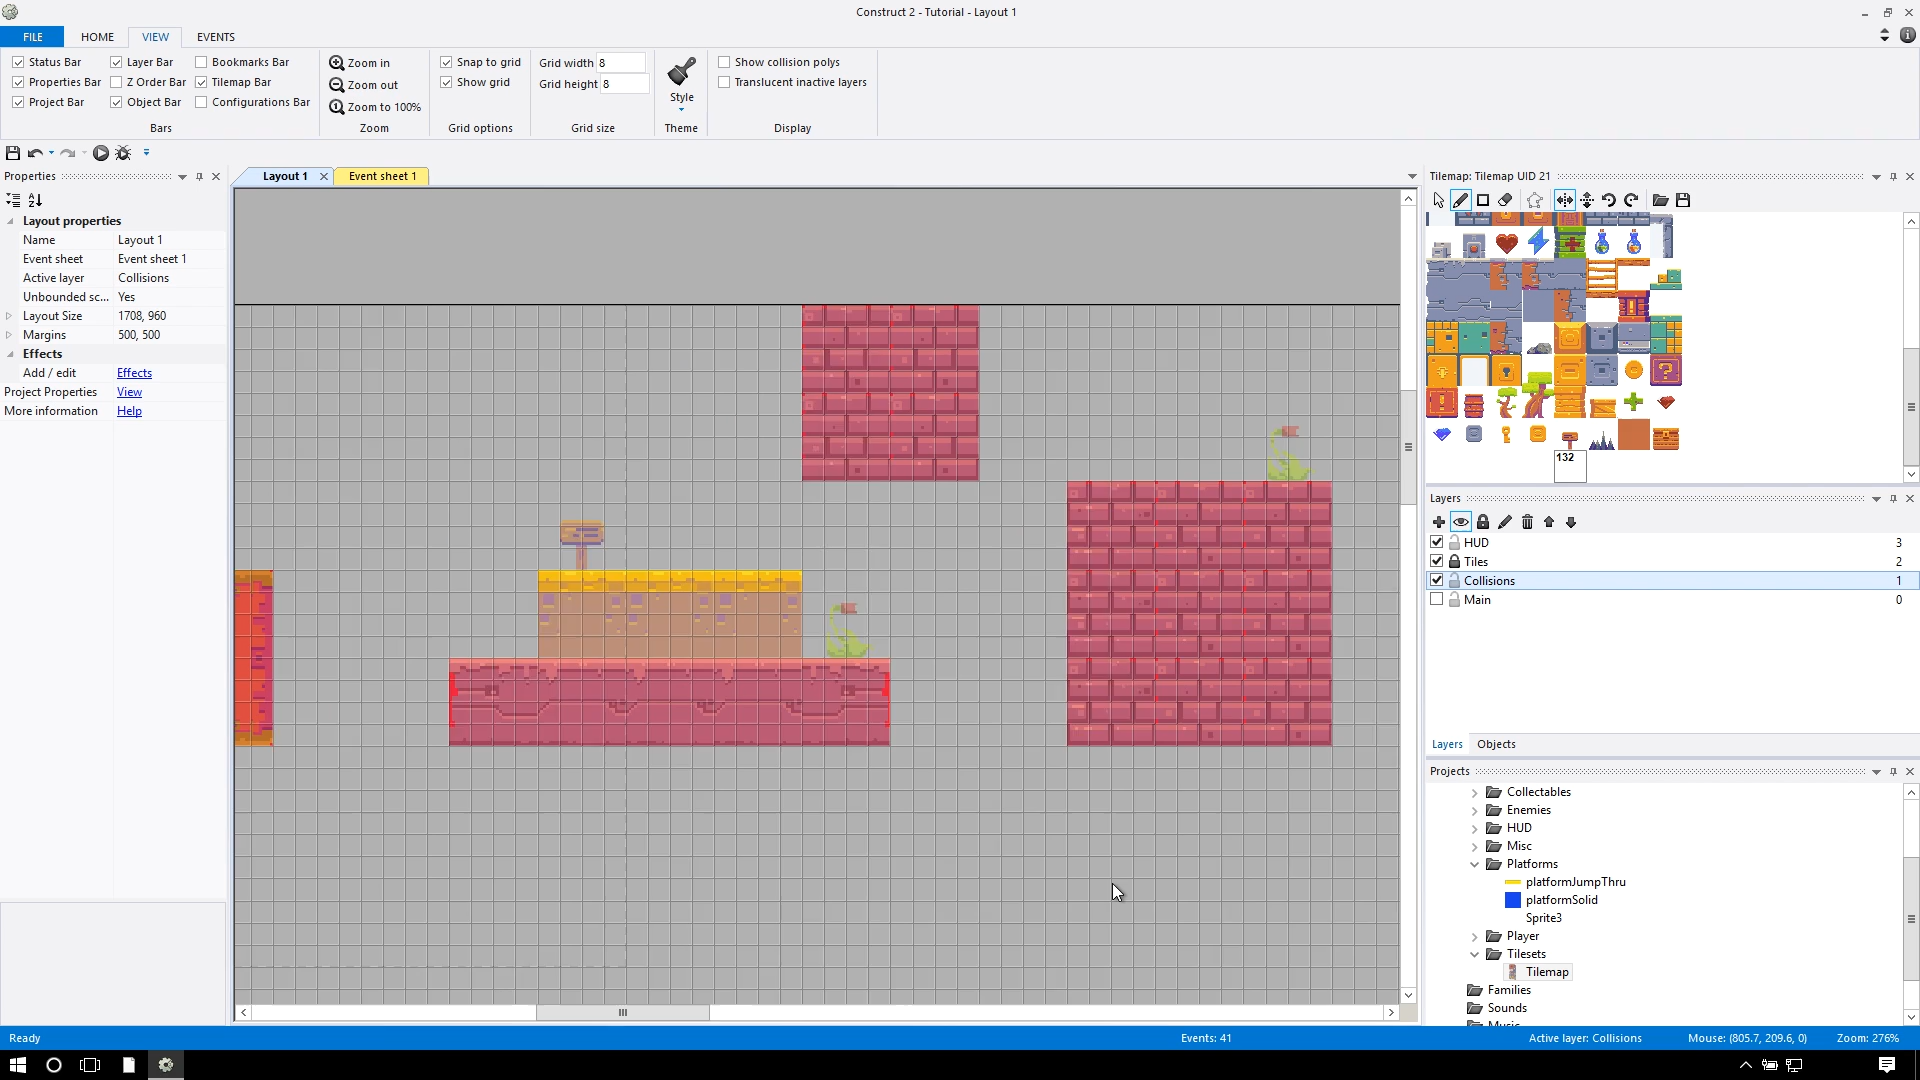 Construct 2 - Tutorial - Layout 1
FILE HOME VIEW EVENTS
Status Bar Layer Bar Bookmarks Bar
Properties Bar Z Order Bar Tilemap Bar
Project Bar Object Bar Configurations Bar
Bars
Zoom in
Zoom out
Zoom to 100%
Zoom
Snap to grid
Show grid
Grid options
Grid width 8
Grid height 8
Grid size
Style
Theme
Show collision polys
Translucent inactive layers
Display
Properties
Layout properties
Name Layout 1
Event sheet Event sheet 1
Active layer Collisions
Unbounded sc... Yes
Layout Size 1708, 960
Margins 500, 500
Effects
Add / edit Effects
Project Properties View
More information Help
Layout 1 Event sheet 1
Tilemap: Tilemap UID 21
132
Layers
HUD 3
Tiles 2
Collisions 1
Main 0
Layers Objects
Projects
Collectables
Enemies
HUD
Misc
Platforms
platformJumpThru
platformSolid
Sprite3
Player
Tilesets
Tilemap
Families
Sounds
Music
Ready Events: 41 Active layer: Collisions Mouse: (805.7, 209.6, 0) Zoom: 276%